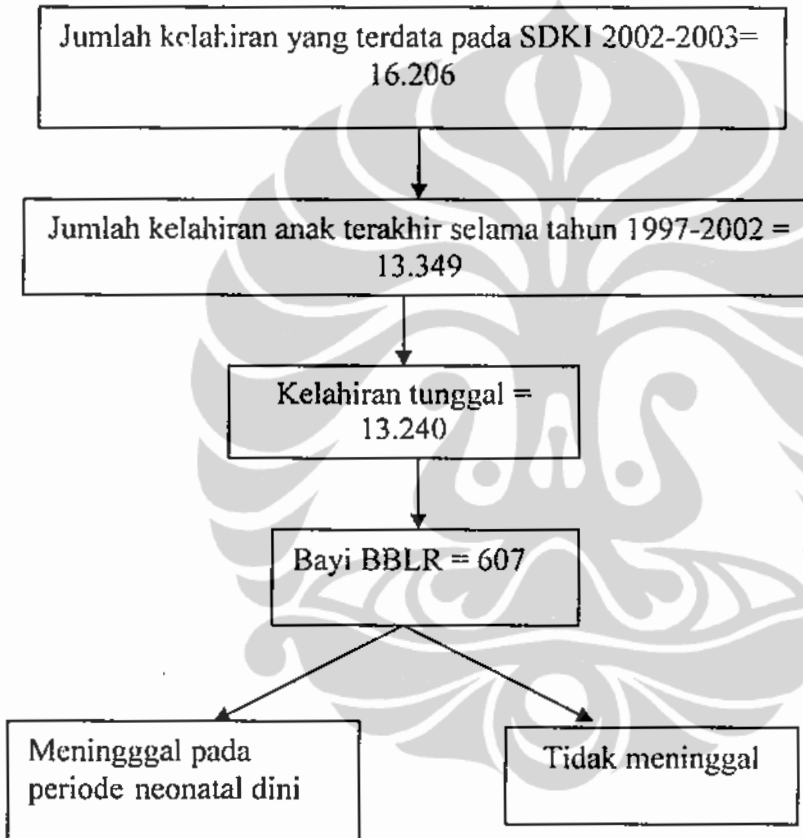 Jumlah kelahiran yang terdata pada SDKI 2002-2003=
16.206
Jumlah kelahiran anak terakhir selama tahun 1997-2002 =
13.349
Kelahiran tunggal =
13.240
Bayi BBLR = 607
Meningggal pada
periode neonatal dini
Tidak meninggal